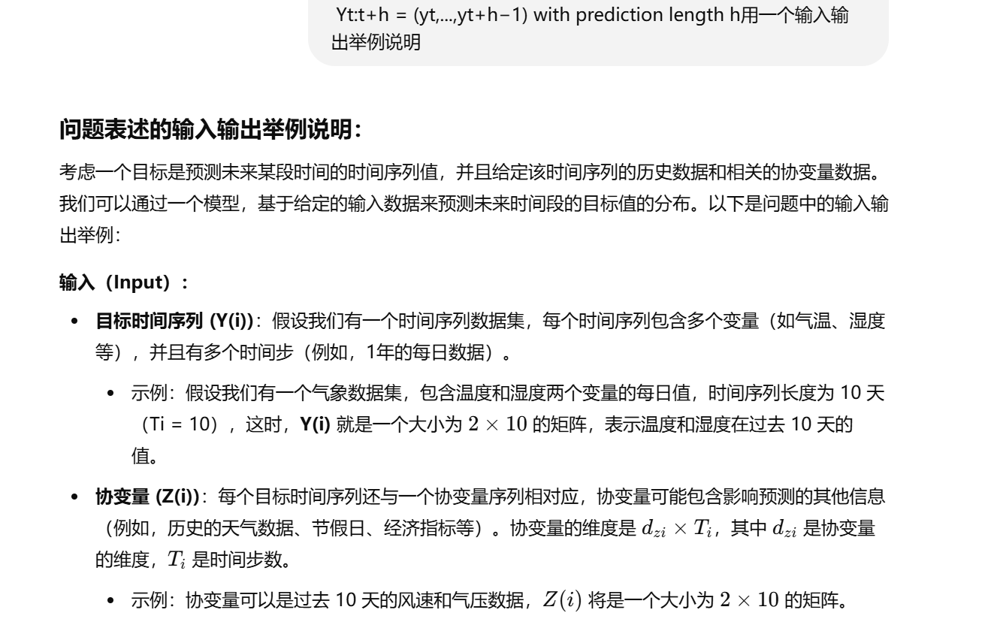 Yt:t+h = (yt,...,yt+h−1) with prediction length h用一个输入输
出举例说明
问题表述的输入输出举例说明：
考虑一个目标是预测未来某段时间的时间序列值，并且给定该时间序列的历史数据和相关的协变量数据。
我们可以通过一个模型，基于给定的输入数据来预测未来时间段的目标值的分布。以下是问题中的输入输
出举例：
输入（Input）：
• 目标时间序列 (Y(i))：假设我们有一个时间序列数据集，每个时间序列包含多个变量（如气温、湿度
等），并且有多个时间步（例如，1年的每日数据）。
• 示例：假设我们有一个气象数据集，包含温度和湿度两个变量的每日值，时间序列长度为 10 天
（Ti = 10），这时，Y(i) 就是一个大小为 2 × 10 的矩阵，表示温度和湿度在过去 10 天的
值。
• 协变量 (Z(i))：每个目标时间序列还与一个协变量序列相对应，协变量可能包含影响预测的其他信息
（例如，历史的天气数据、节假日、经济指标等）。协变量的维度是 d_{zi} × T_i，其中 d_{zi} 是协变量
的维度，T_i 是时间步数。
• 示例：协变量可以是过去 10 天的风速和气压数据，Z(i) 将是一个大小为 2 × 10 的矩阵。